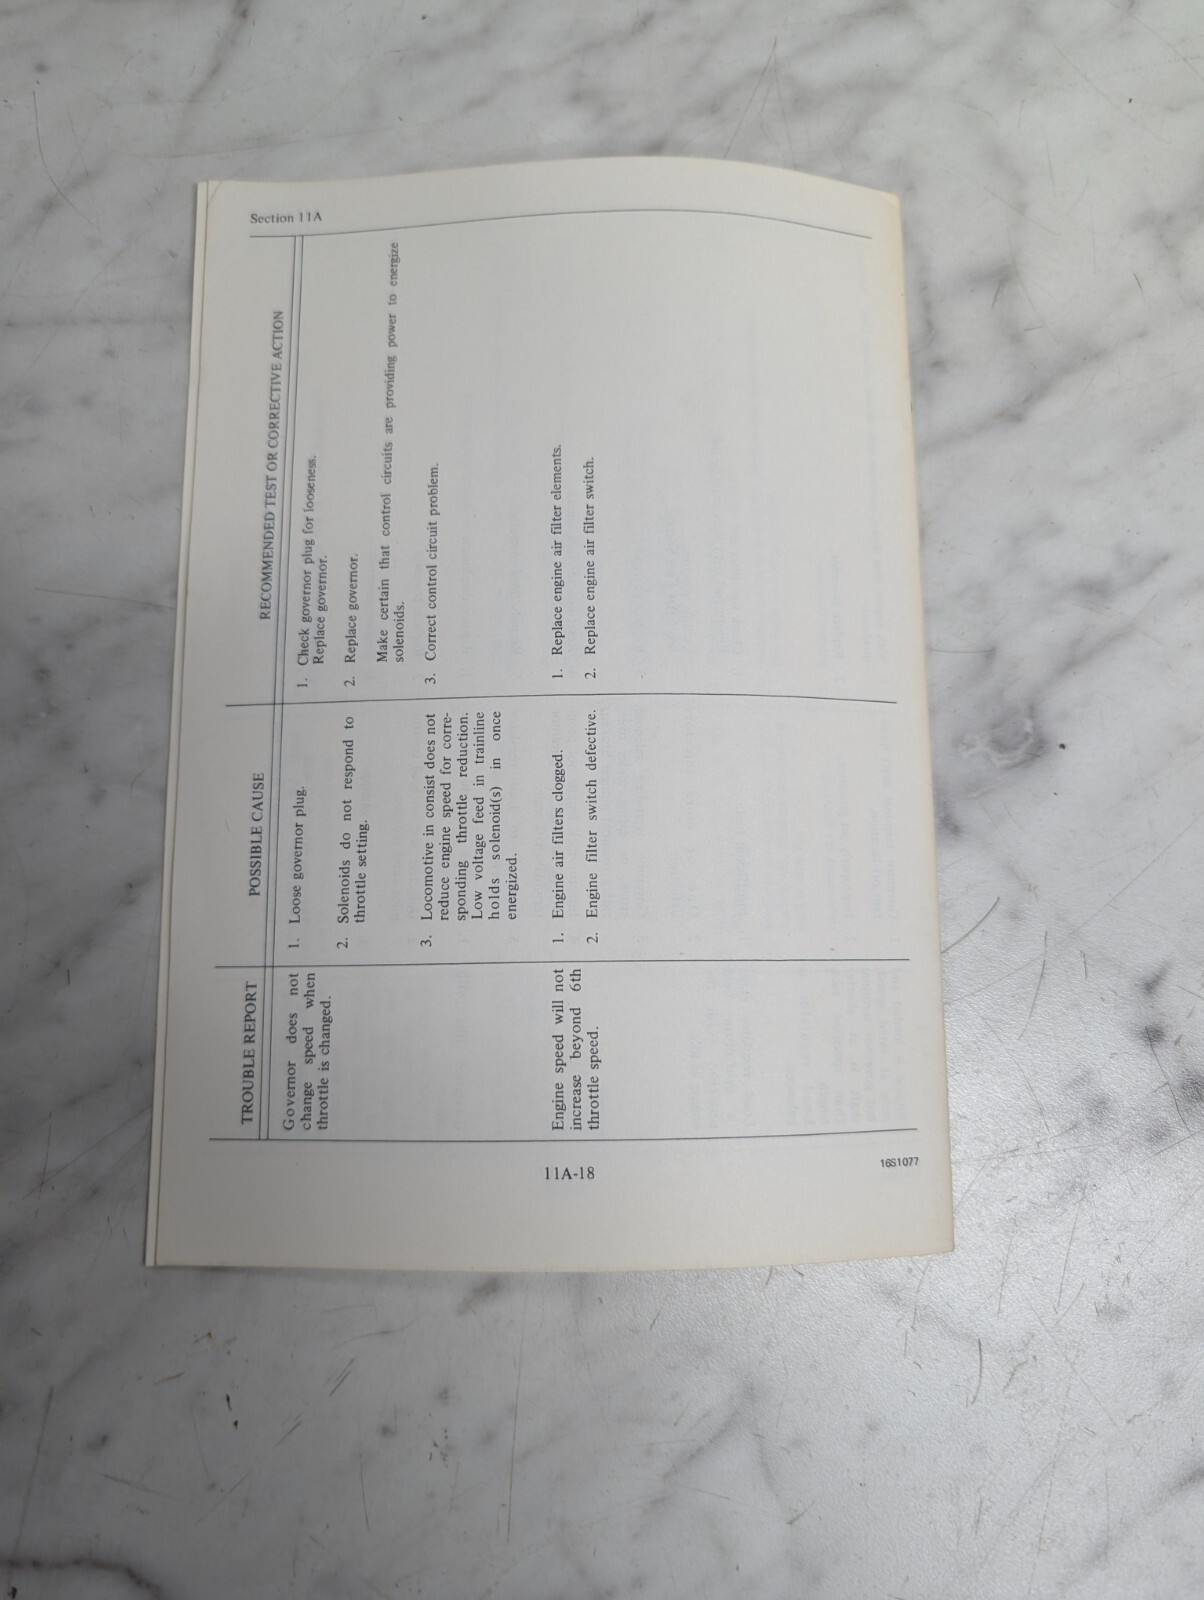 Section 11A
TROUBLE REPORT
POSSIBLE CAUSE
RECOMMENDED TEST OR CORRECTIVE ACTION
Governor does not
change speed when
throttle is changed.
1. Loose governor plug.
1. Check governor plug for looseness.
Replace governor.
2. Solenoids do not respond to
throttle setting.
2. Replace governor.
Make certain that control circuits are providing power to energize
solenoids.
3. Locomotive in consist does not
reduce engine speed for corre-
sponding throttle reduction.
Low voltage feed in trainline
holds solenoid(s) in once
energized.
3. Correct control circuit problem.
Engine speed will not
increase beyond 6th
throttle speed.
1. Engine air filters clogged.
1. Replace engine air filter elements.
2. Engine filter switch defective.
2. Replace engine air filter switch.
11A-18
16S1077